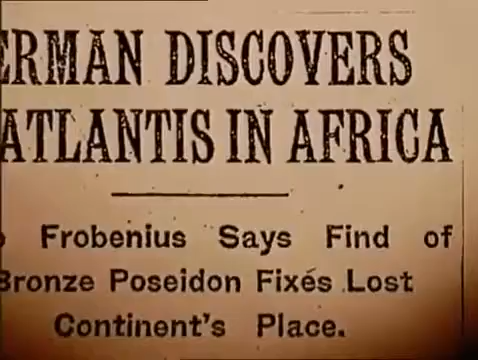 ERMAN DISCOVERS
ATLANTIS IN AFRICA
o Frobenius Says Find of
Bronze Poseidon Fixes Lost
Continent's Place.